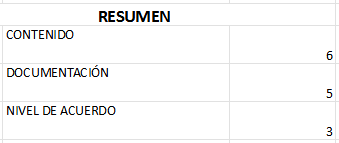 RESUMEN
CONTENIDO
6
DOCUMENTACIÓN
5
NIVEL DE ACUERDO
3